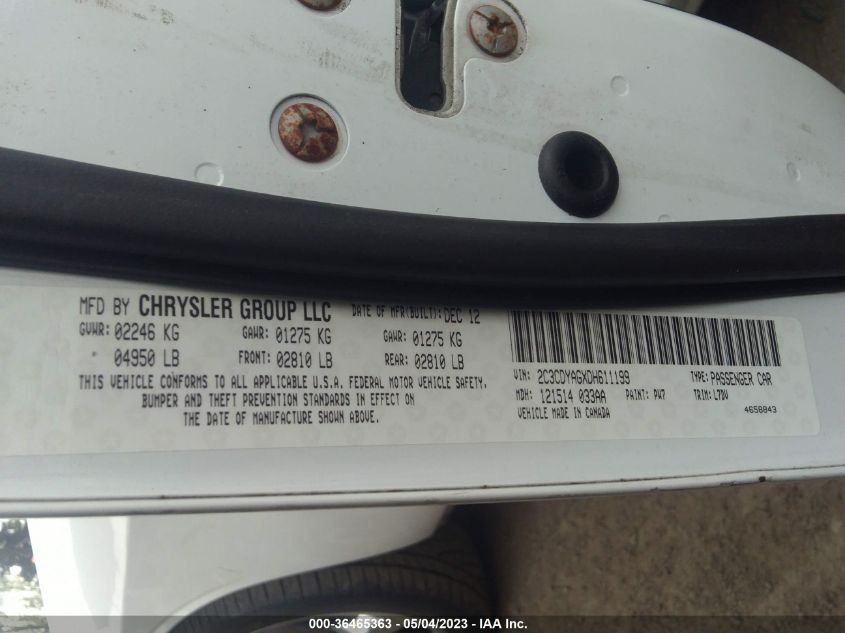 MFD BY CHRYSLER GROUP LLC DATE OF MFR(BUILT): DEC 12
GVWR: 02246 KG GAWR: 01275 KG GAWR: 01275 KG
04950 LB FRONT: 02810 LB REAR: 02810 LB
THIS VEHICLE CONFORMS TO ALL APPLICABLE U.S.A. FEDERAL MOTOR VEHICLE SAFETY,
BUMPER AND THEFT PREVENTION STANDARDS IN EFFECT ON
THE DATE OF MANUFACTURE SHOWN ABOVE.
VIN: 2C3CDYAGXDH611199 TYPE: PASSENGER CAR
MDH: 121514 033AA PAINT: PW7 TRIM: L7DV
VEHICLE MADE IN CANADA 4658843
000-36465363 - 05/04/2023 - IAA Inc.